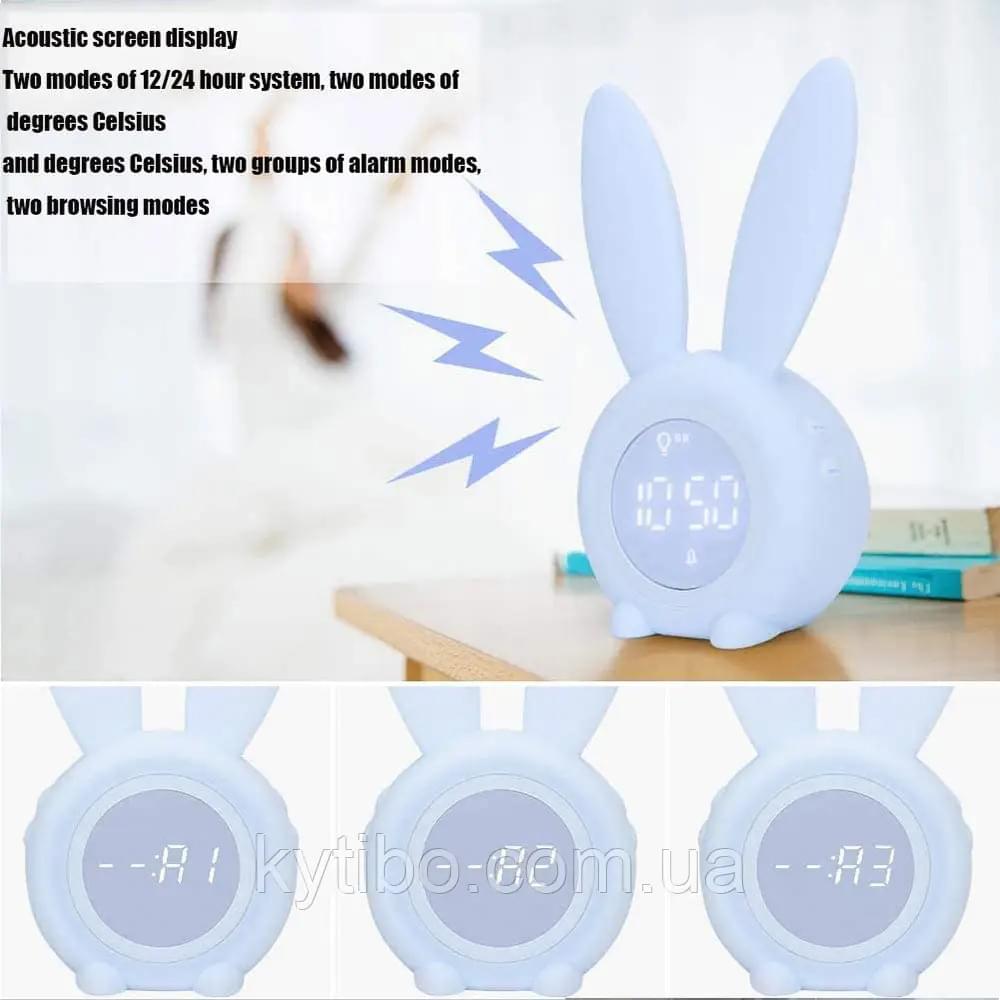 Acoustic screen display
Two modes of 12/24 hour system, two modes of
degrees Celsius
and degrees Celsius, two groups of alarm modes,
two browsing modes
10:50
--:A1
--:A2
--:A3
kytibo.com.ua